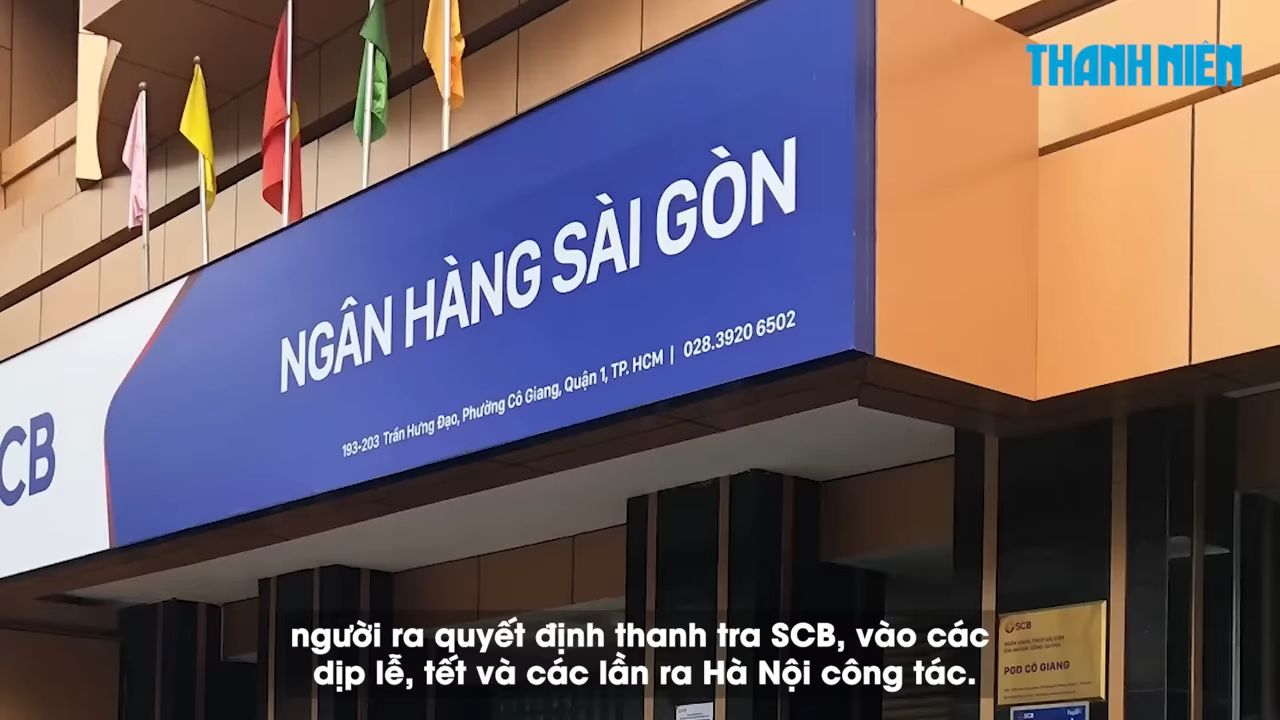 THANH NIÊN
NGÂN HÀNG SÀI GÒN
193-203 Trần Hưng Đạo, Phường Cô Giang, Quận 1, TP. HCM | 028.3920 6502
CB
SCB
PGD CÔ GIANG
SCB
người ra quyết định thanh tra SCB, vào các
dịp lễ, tết và các lần ra Hà Nội công tác.